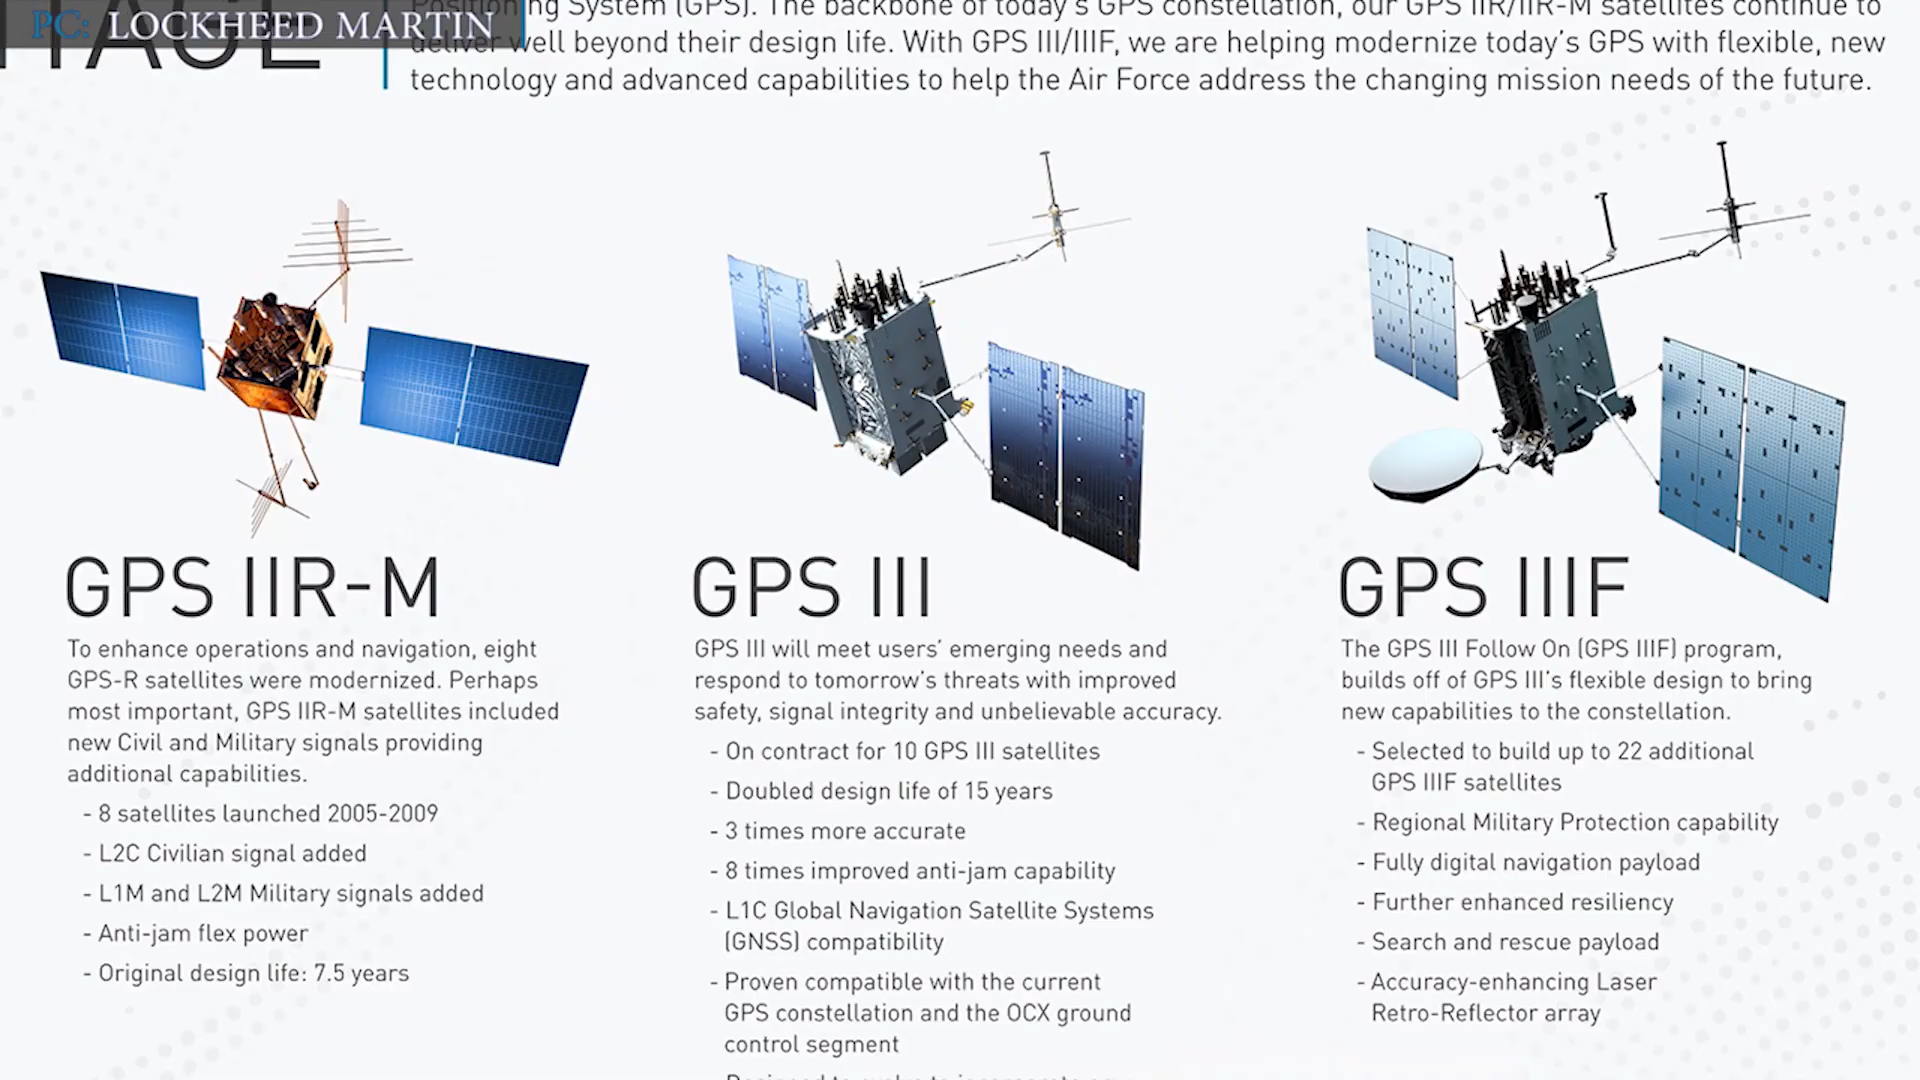 PC: LOCKHEED MARTIN
Positioning System (GPS). The backbone of today's GPS constellation, our GPS IIR/IIR-M satellites continue to
deliver well beyond their design life. With GPS III/IIIF, we are helping modernize today's GPS with flexible, new
technology and advanced capabilities to help the Air Force address the changing mission needs of the future.
GPS IIR-M
To enhance operations and navigation, eight
GPS-R satellites were modernized. Perhaps
most important, GPS IIR-M satellites included
new Civil and Military signals providing
additional capabilities.
- 8 satellites launched 2005-2009
- L2C Civilian signal added
- L1M and L2M Military signals added
- Anti-jam flex power
- Original design life: 7.5 years
GPS III
GPS III will meet users' emerging needs and
respond to tomorrow's threats with improved
safety, signal integrity and unbelievable accuracy.
- On contract for 10 GPS III satellites
- Doubled design life of 15 years
- 3 times more accurate
- 8 times improved anti-jam capability
- L1C Global Navigation Satellite Systems
(GNSS) compatibility
- Proven compatible with the current
GPS constellation and the OCX ground
control segment
GPS IIIF
The GPS III Follow On (GPS IIIF) program,
builds off of GPS III's flexible design to bring
new capabilities to the constellation.
- Selected to build up to 22 additional
GPS IIIF satellites
- Regional Military Protection capability
- Fully digital navigation payload
- Further enhanced resiliency
- Search and rescue payload
- Accuracy-enhancing Laser
Retro-Reflector array